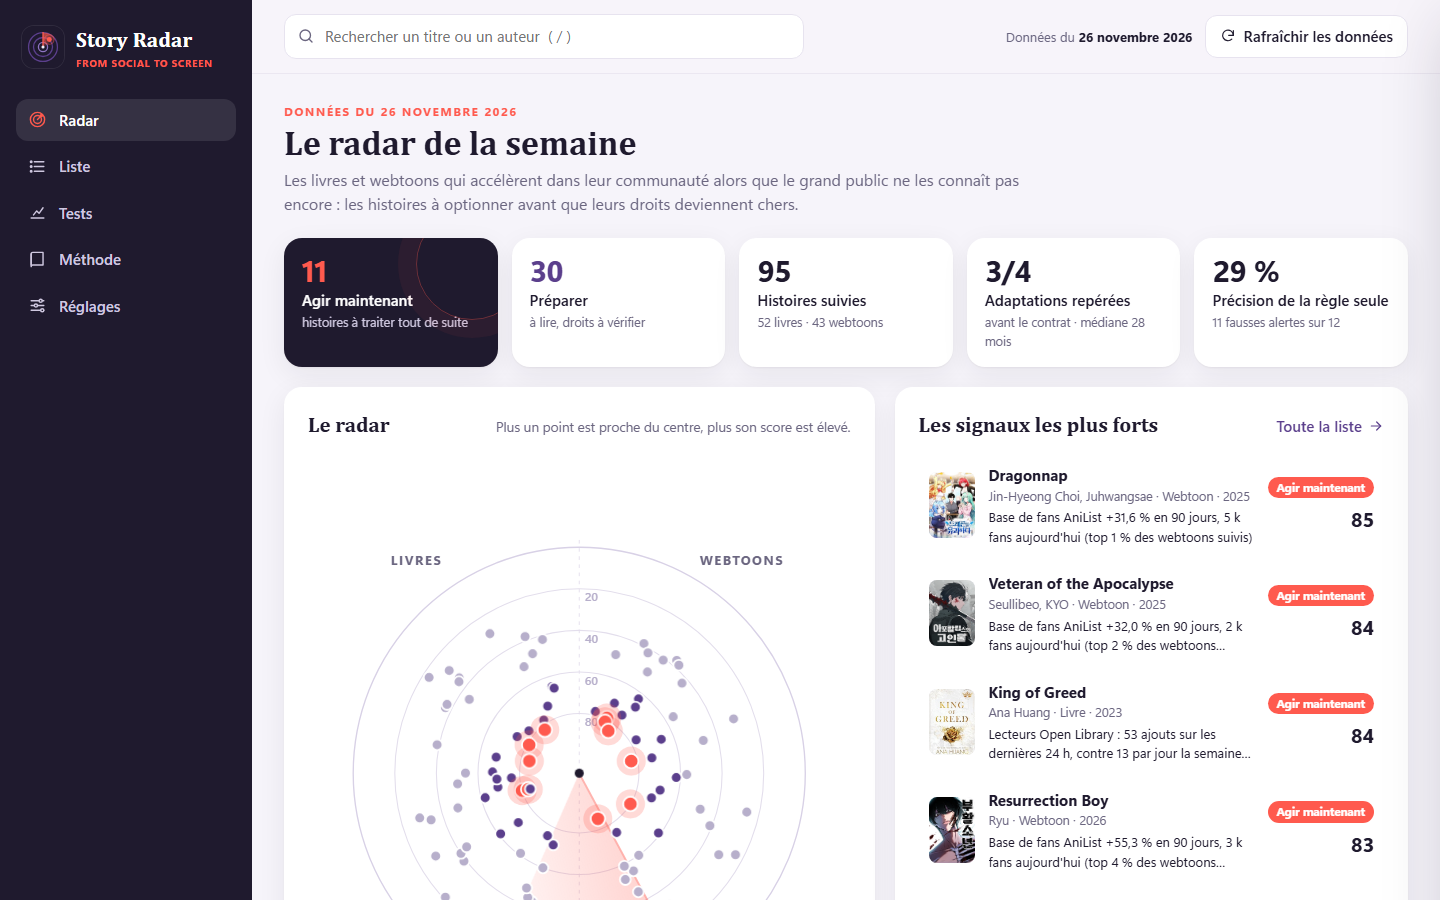 Story Radar
FROM SOCIAL TO SCREEN
Radar
Liste
Tests
Méthode
Réglages
Rechercher un titre ou un auteur ( / )
Données du 26 novembre 2026
Rafraîchir les données
DONNÉES DU 26 NOVEMBRE 2026
Le radar de la semaine
Les livres et webtoons qui accélèrent dans leur communauté alors que le grand public ne les connaît pas
encore : les histoires à optionner avant que leurs droits deviennent chers.
11
Agir maintenant
histoires à traiter tout de suite
30
Préparer
à lire, droits à vérifier
95
Histoires suivies
52 livres · 43 webtoons
3/4
Adaptations repérées
avant le contrat · médiane 28
mois
29 %
Précision de la règle seule
11 fausses alertes sur 12
Le radar
Plus un point est proche du centre, plus son score est élevé.
LIVRES
WEBTOONS
20
40
60
80
Les signaux les plus forts
Toute la liste
Dragonnap
Jin-Hyeong Choi, Juhwangsae · Webtoon · 2025
Base de fans AniList +31,6 % en 90 jours, 5 k
fans aujourd'hui (top 1 % des webtoons suivis)
Agir maintenant
85
Veteran of the Apocalypse
Seullibeo, KYO · Webtoon · 2025
Base de fans AniList +32,0 % en 90 jours, 2 k
fans aujourd'hui (top 2 % des webtoons...
Agir maintenant
84
KING
OF
GREED
King of Greed
Ana Huang · Livre · 2023
Lecteurs Open Library : 53 ajouts sur les
dernières 24 h, contre 13 par jour la semaine...
Agir maintenant
84
부활소년
Resurrection Boy
Ryu · Webtoon · 2026
Base de fans AniList +55,3 % en 90 jours, 3 k
fans aujourd'hui (top 4 % des webtoons...
Agir maintenant
83